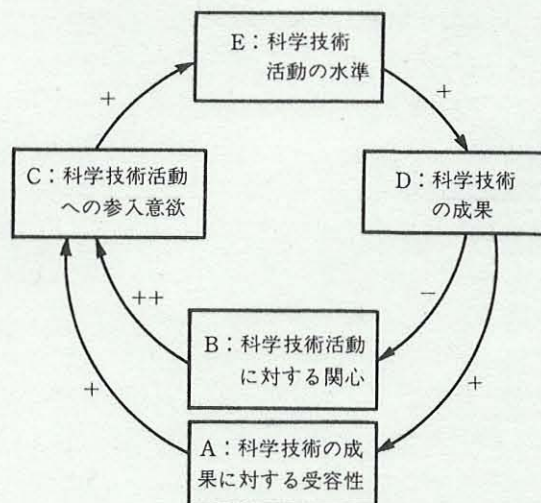 E：科学技術
活動の水準
+
+
C：科学技術活動
への参入意欲
D：科学技術
の成果
++
−
B：科学技術活動
に対する関心
+
+
A：科学技術の成
果に対する受容性